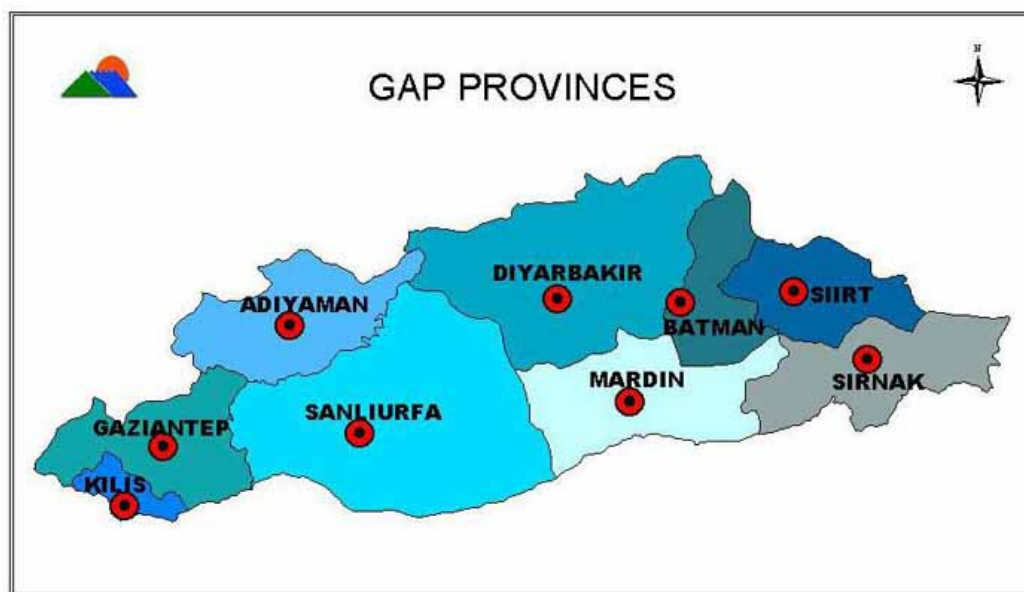 N
GAP PROVINCES
DIYARBAKIR
SIIRT
ADIYAMAN
BATMAN
MARDIN
SIRNAK
SANLIURFA
GAZIANTEP
KILIS